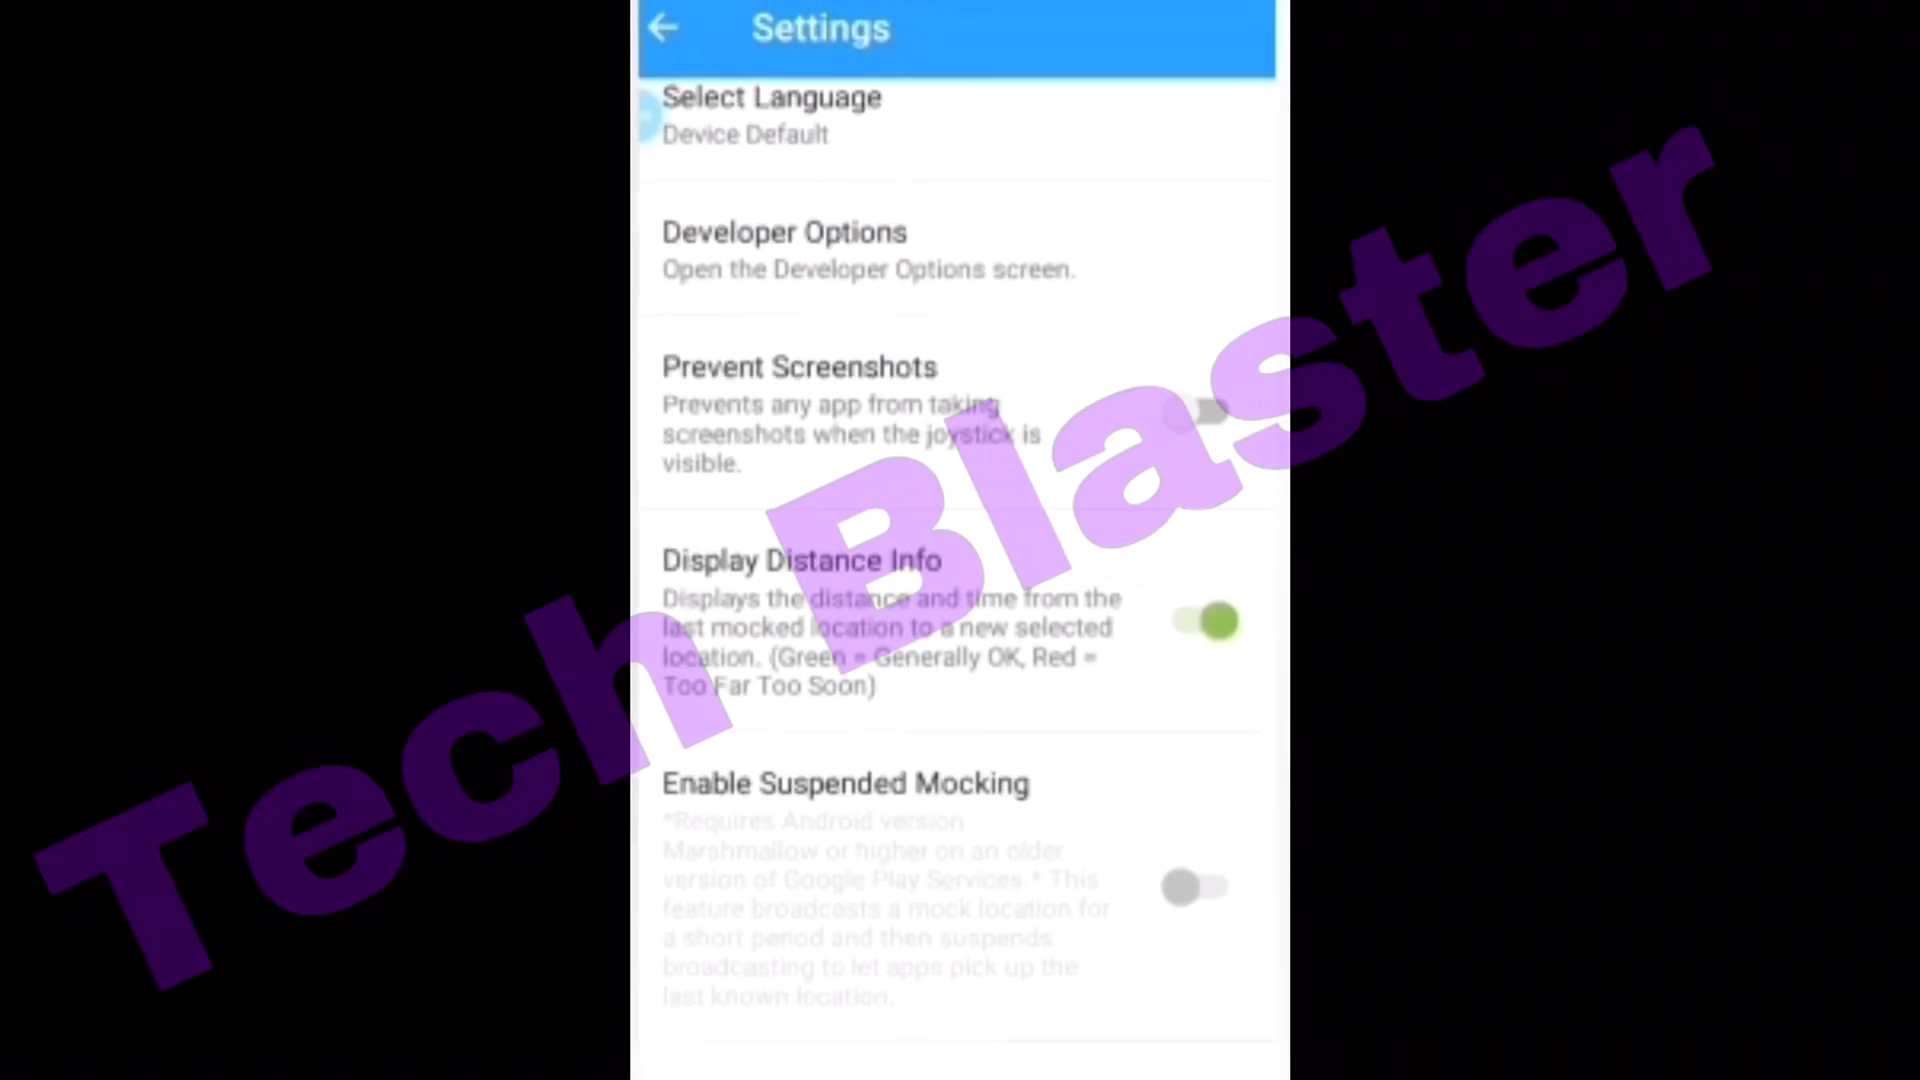 Settings
Select Language
Device Default
Developer Options
Open the Developer Options screen.
Prevent Screenshots
Prevents any app from taking
screenshots when the joystick is
visible.
Display Distance Info
Displays the distance and time from the
last mocked location to a new selected
location. (Green = Generally OK, Red =
Too Far Too Soon)
Enable Suspended Mocking
*Requires Android version
Marshmallow or higher on an older
version of Google Play Services.* This
feature broadcasts a mock location for
a short period and then suspends
broadcasting to let apps pick up the
last known location.
Tech Blaster